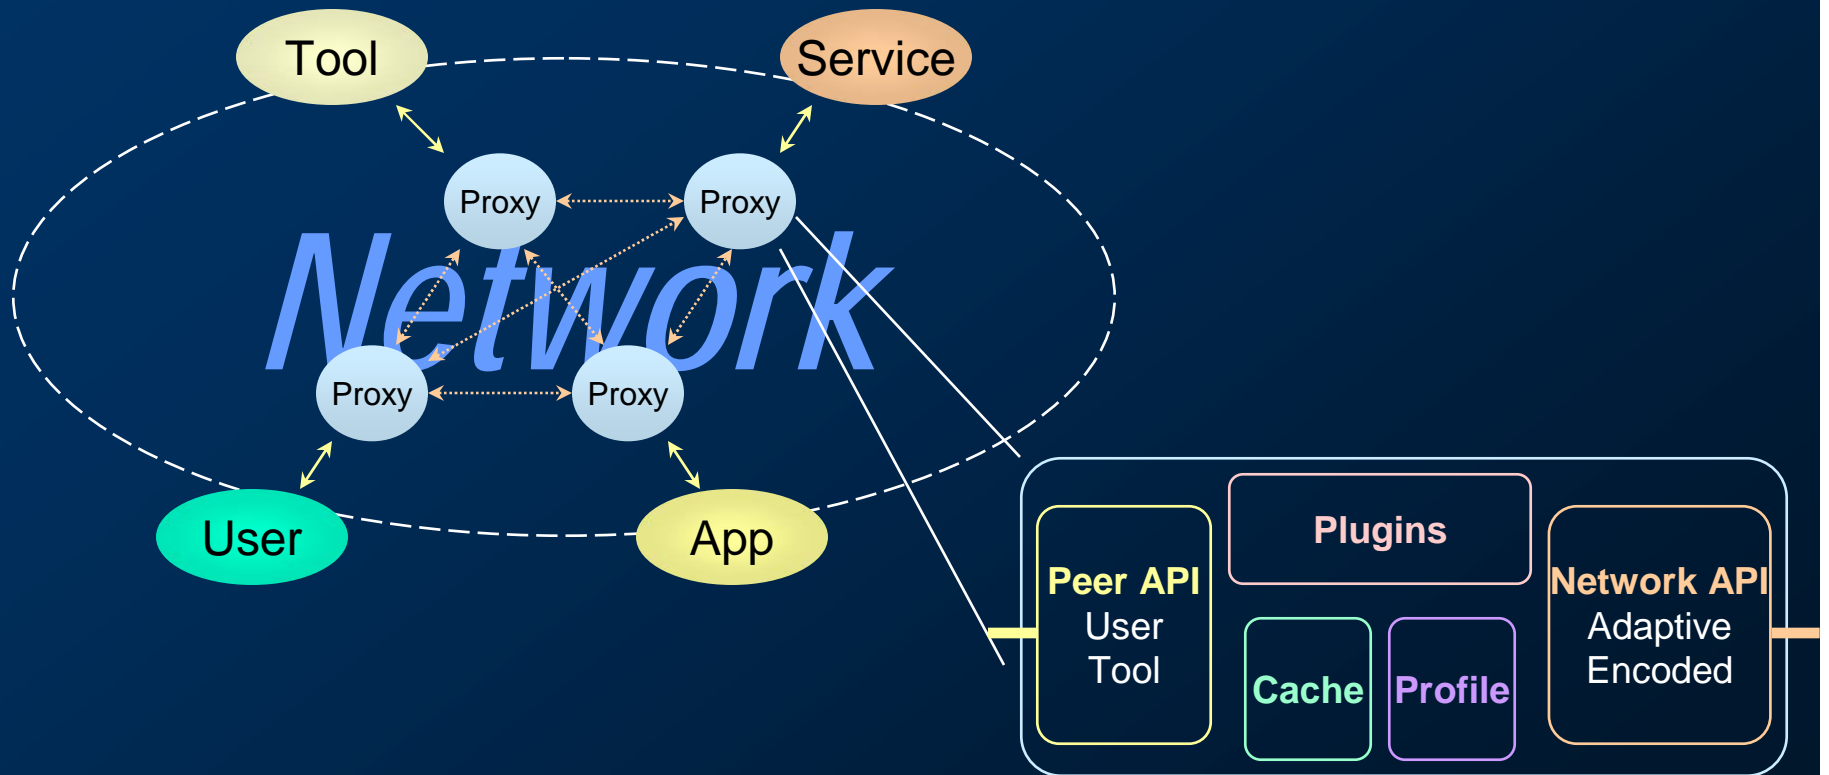 Tool
Service
Proxy
Proxy
Network
Proxy
Proxy
User
App
Plugins
Peer API
User
Tool
Network API
Adaptive
Encoded
Cache
Profile